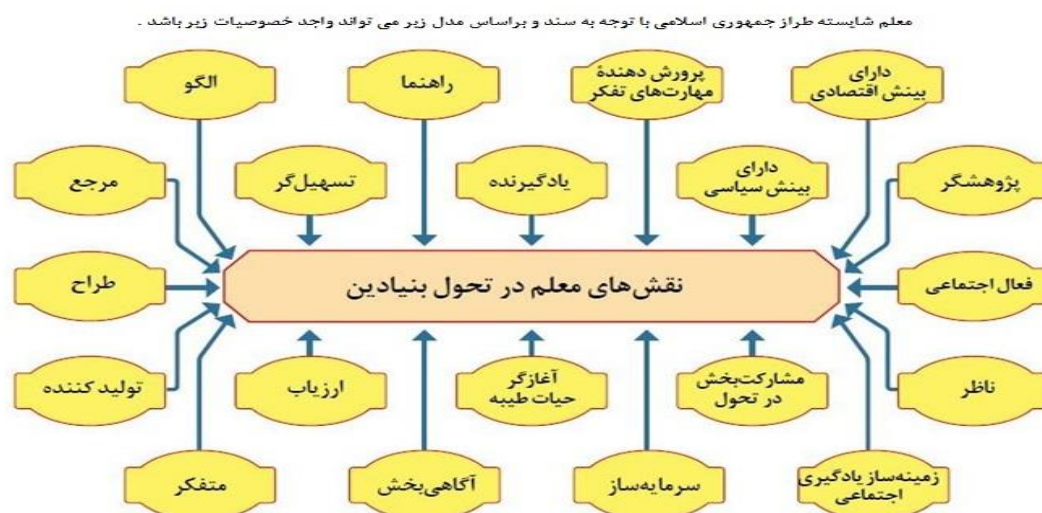 معلم شایسته طراز جمهوری اسلامی با توجه به سند و براساس مدل زیر می تواند واجد خصوصیات زیر باشد .
دارای
بینش اقتصادی
پرورش دهندهٔ
مهارت‌های تفکر
راهنما
الگو
پژوهشگر
دارای
بینش سیاسی
یادگیرنده
تسهیل‌گر
مرجع
فعال اجتماعی
نقش‌های معلم در تحول بنیادین
طراح
ناظر
مشارکت‌بخش
در تحول
آغازگر
حیات طیبه
ارزیاب
تولید کننده
زمینه‌ساز یادگیری
اجتماعی
سرمایه‌ساز
آگاهی‌بخش
متفکر